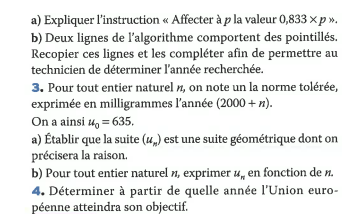 a) Expliquer l'instruction « Affecter à p la valeur 0,833 × p ».
b) Deux lignes de l'algorithme comportent des pointillés.
Recopier ces lignes et les compléter afin de permettre au
technicien de déterminer l'année recherchée.
3. Pour tout entier naturel n, on note un la norme tolérée,
exprimée en milligrammes l'année (2000 + n).
On a ainsi u₀ = 635.
a) Établir que la suite (uₙ) est une suite géométrique dont on
précisera la raison.
b) Pour tout entier naturel n, exprimer uₙ en fonction de n.
4. Déterminer à partir de quelle année l'Union euro-
péenne atteindra son objectif.